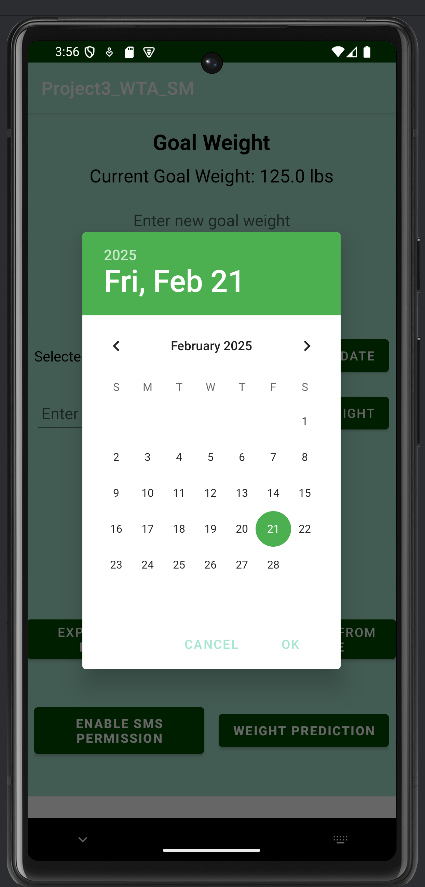 3:56
Project3_WTA_SM
Goal Weight
Current Goal Weight: 125.0 lbs
Enter new goal weight
2025
Fri, Feb 21
February 2025
S M T W T F S
1
2 3 4 5 6 7 8
9 10 11 12 13 14 15
16 17 18 19 20 21 22
23 24 25 26 27 28
CANCEL OK
Selecte
DATE
Enter
IGHT
EXP
FROM
E
ENABLE SMS
PERMISSION
WEIGHT PREDICTION